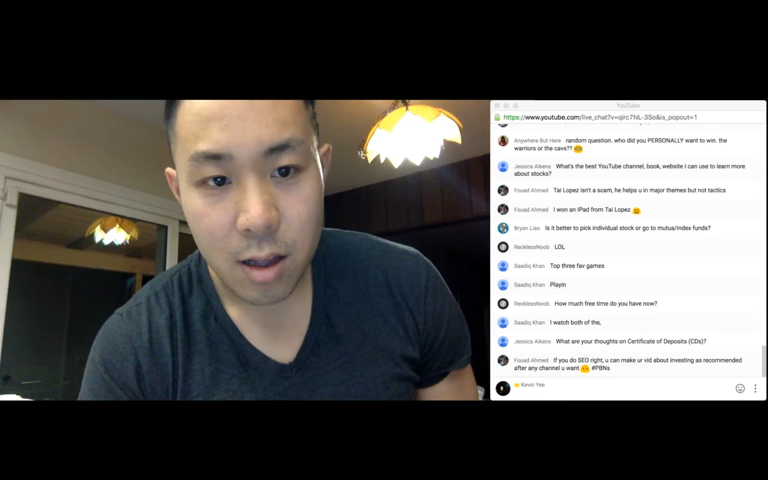 YouTube
https://www.youtube.com/live_chat?v=qirc7NL-3So&is_popout=1
Anywhere But Here random question. who did you PERSONALLY want to win. the
warriors or the cavs??
Jessica Aikens What's the best YouTube channel, book, website I can use to learn more
about stocks?
Fouad Ahmed Tai Lopez isn't a scam, he helps u in major themes but not tactics
Fouad Ahmed I won an iPad from Tai Lopez
Bryan Liao Is it better to pick individual stock or go to mutua/index funds?
RecklessNoob LOL
Saadiq Khan Top three fav games
Saadiq Khan Playin
RecklessNoob How much free time do you have now?
Saadiq Khan I watch both of the,
Jessica Aikens What are your thoughts on Certificate of Deposits (CDs)?
Fouad Ahmed If you do SEO right, u can make ur vid about investing as recommended
after any channel u want #PBNs
Kevin Yee